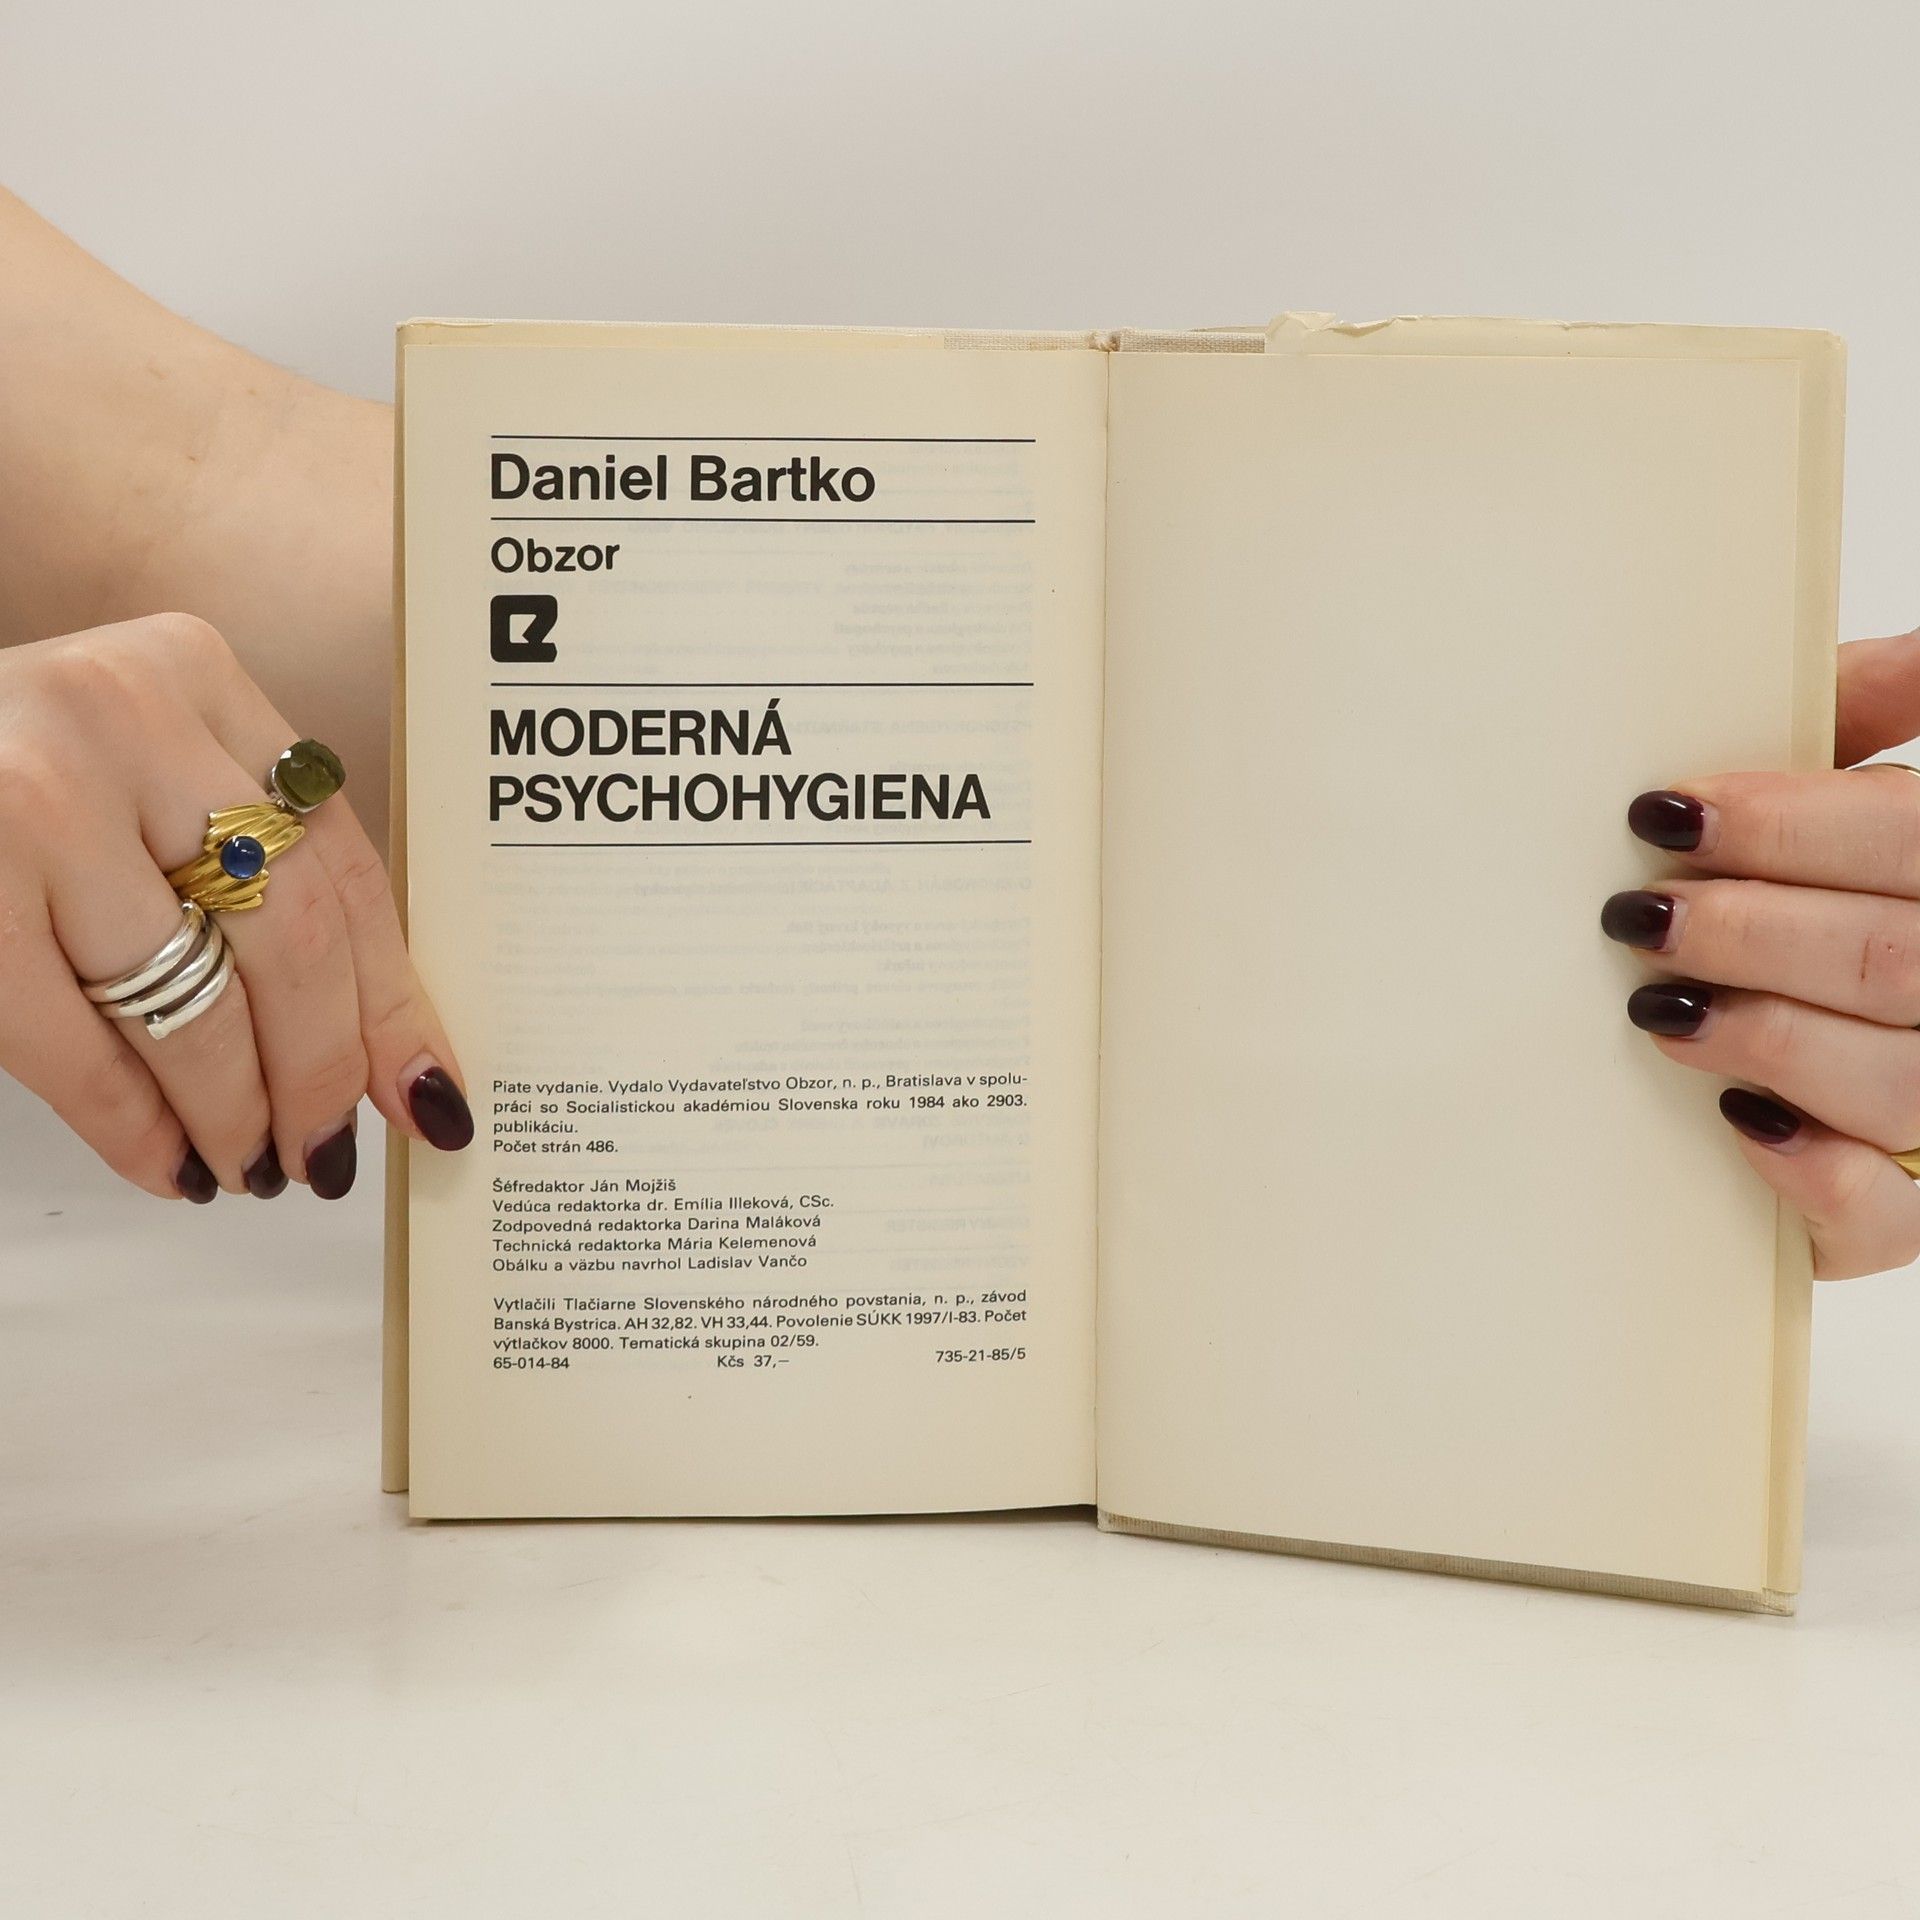 Daniel Bartko
Obzor
MODERNÁ
PSYCHOHYGIENA
Piate vydanie. Vydalo Vydavateľstvo Obzor, n. p., Bratislava v spolu-
práci so Socialistickou akadémiou Slovenska roku 1984 ako 2903.
publikáciu.
Počet strán 486.
Šéfredaktor Ján Mojžiš
Vedúca redaktorka dr. Emília Illeková, CSc.
Zodpovedná redaktorka Darina Maláková
Technická redaktorka Mária Kelemenová
Obálku a väzbu navrhol Ladislav Vančo
Vytlačili Tlačiarne Slovenského národného povstania, n. p., závod
Banská Bystrica. AH 32,82. VH 33,44. Povolenie SÚKK 1997/I-83. Počet
výtlačkov 8000. Tematická skupina 02/59.
65-014-84 Kčs 37,— 735-21-85/5